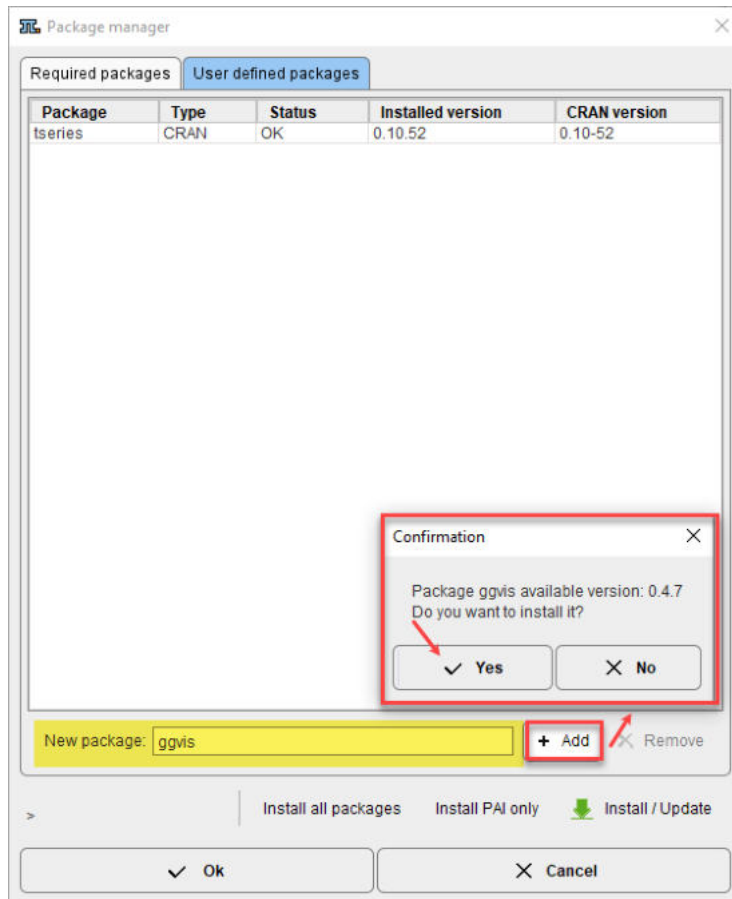 Package manager
Required packages User defined packages
Package Type Status Installed version CRAN version
tseries CRAN OK 0.10.52 0.10-52
Confirmation
Package ggvis available version: 0.4.7
Do you want to install it?
Yes No
New package: ggvis + Add Remove
> Install all packages Install PAI only Install / Update
Ok Cancel